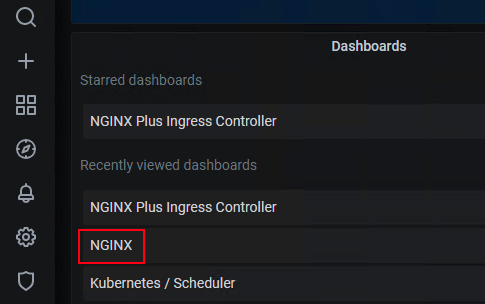 Dashboards
Starred dashboards
NGINX Plus Ingress Controller
Recently viewed dashboards
NGINX Plus Ingress Controller
NGINX
Kubernetes / Scheduler